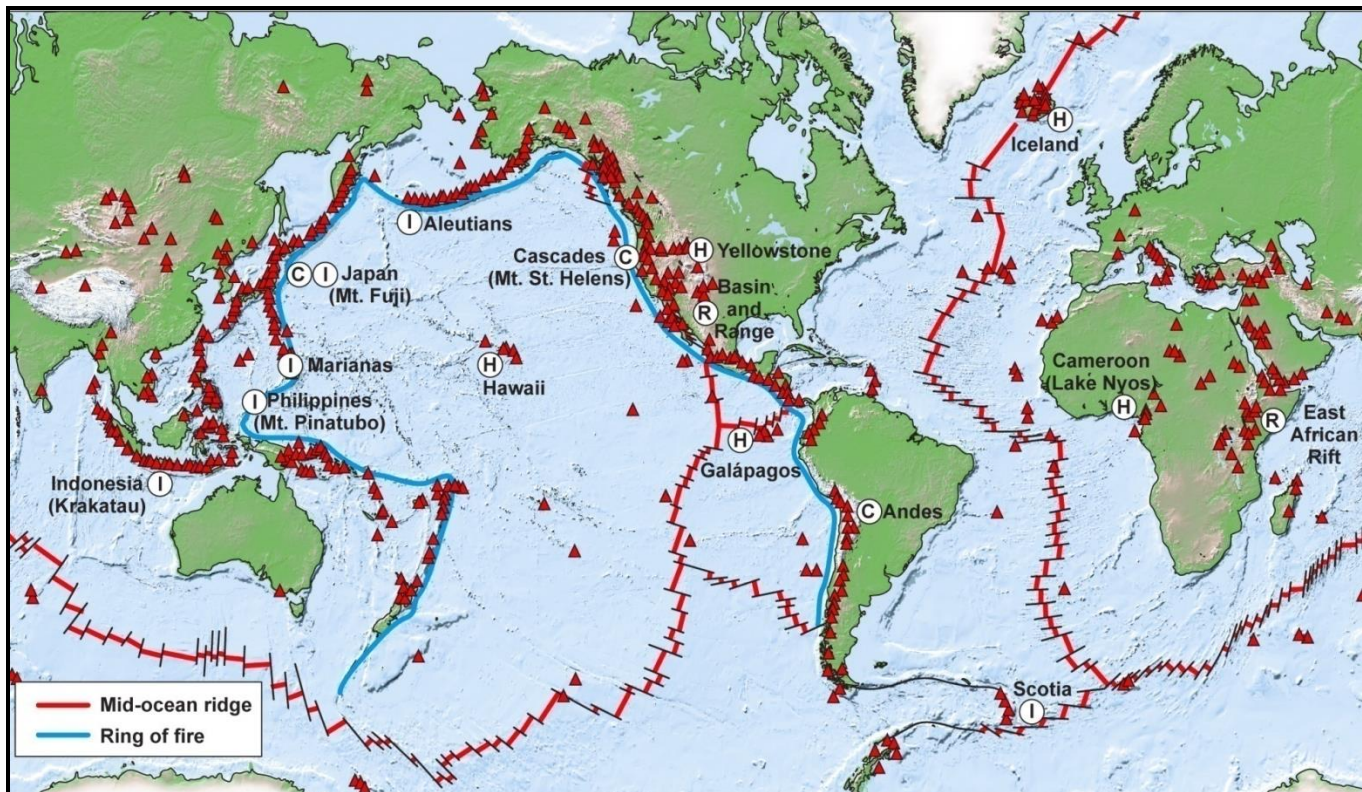 H
Iceland
I Aleutians
Cascades
(Mt. St. Helens)
C
H Yellowstone
C I Japan
(Mt. Fuji)
Basin
and
R
Range
I Marianas
H
Hawaii
Cameroon
(Lake Nyos)
H
I Philippines
(Mt. Pinatubo)
R East
African
Rift
H
Galápagos
Indonesia I
(Krakatau)
C Andes
Scotia
I
Mid-ocean ridge
Ring of fire